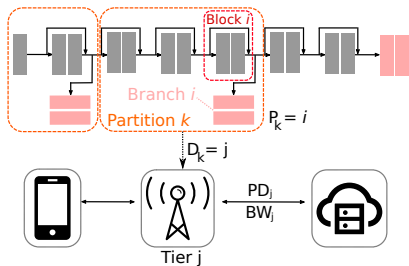 Block i
Branch i
Partition k
P_k = i
D_k = j
PD_j
BW_j
Tier j